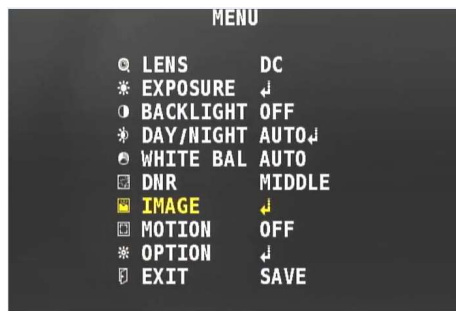 MENU
LENS DC
EXPOSURE ↲
BACKLIGHT OFF
DAY/NIGHT AUTO↲
WHITE BAL AUTO
DNR MIDDLE
IMAGE ↲
MOTION OFF
OPTION ↲
EXIT SAVE